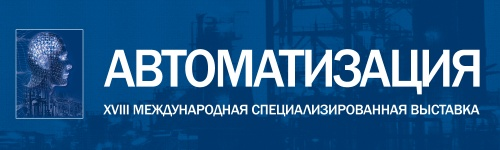 АВТОМАТИЗАЦИЯ
XVIII МЕЖДУНАРОДНАЯ СПЕЦИАЛИЗИРОВАННАЯ ВЫСТАВКА